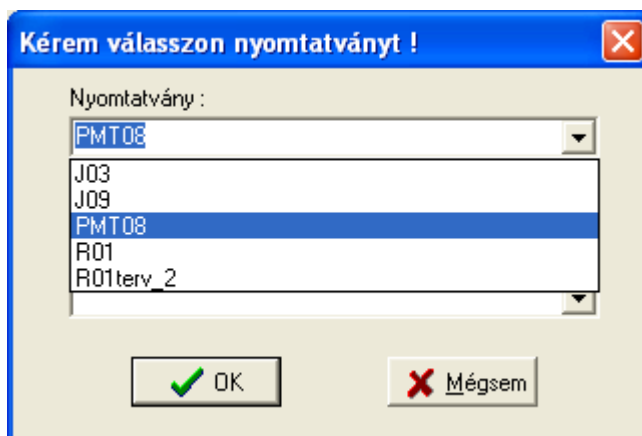 Kérem válasszon nyomtatványt !
Nyomtatvány :
PMT08
J03
J09
PMT08
R01
R01terv_2
OK
Mégsem